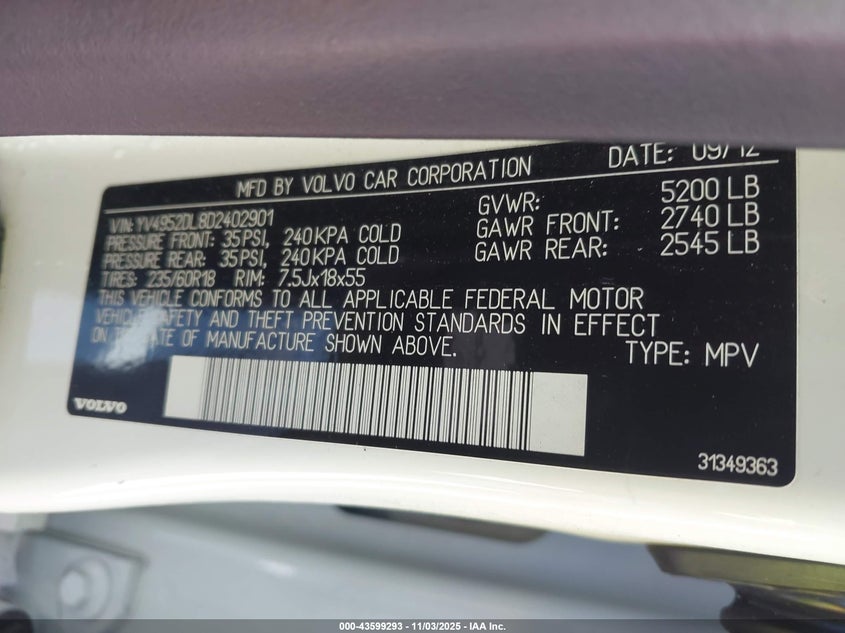 DATE: 09/12
MFD BY VOLVO CAR CORPORATION
VIN: YV4952DL8D2402901
PRESSURE FRONT: 35PSI, 240KPA COLD
PRESSURE REAR: 35PSI, 240KPA COLD
TIRES: 235/60R18 RIM: 7.5Jx18x55
GVWR: 5200 LB
GAWR FRONT: 2740 LB
GAWR REAR: 2545 LB
THIS VEHICLE CONFORMS TO ALL APPLICABLE FEDERAL MOTOR
VEHICLE SAFETY AND THEFT PREVENTION STANDARDS IN EFFECT
ON THE DATE OF MANUFACTURE SHOWN ABOVE.
TYPE: MPV
VOLVO
31349363
000-43599293 - 11/03/2025 - IAA Inc.